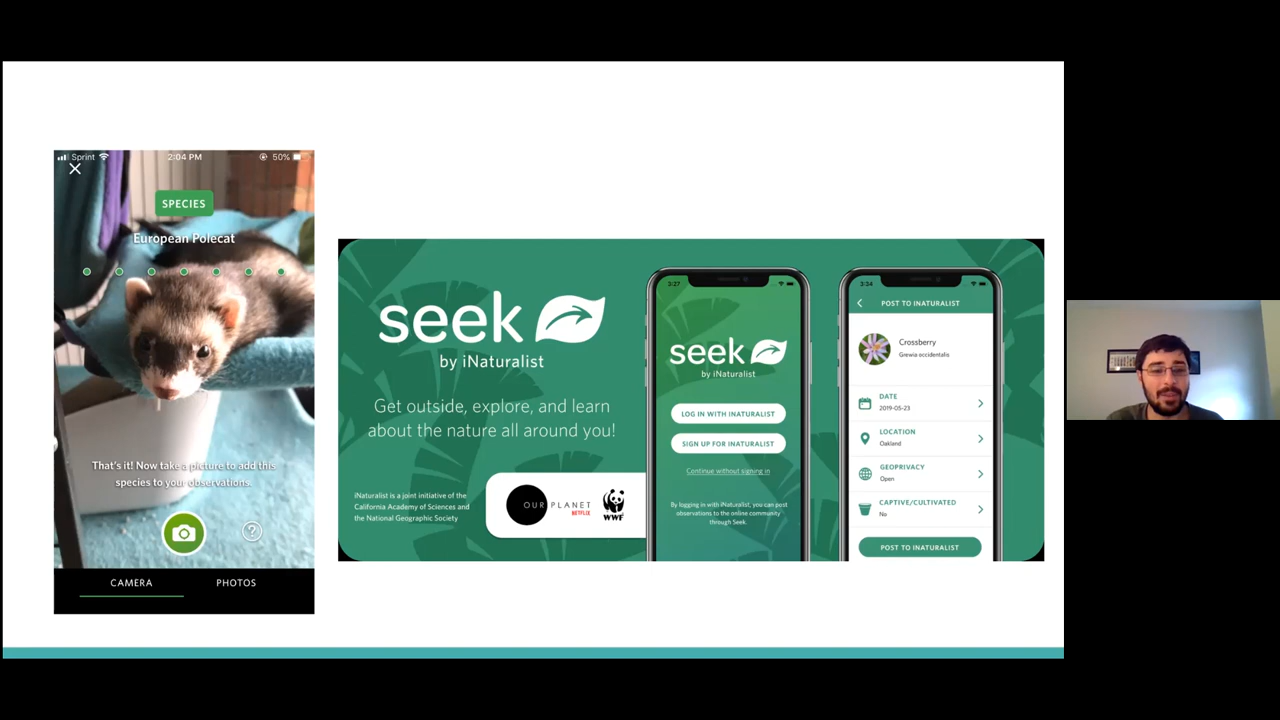 Sprint 2:04 PM 50%
SPECIES
European Polecat
That's it! Now take a picture to add this
species to your observations.
?
CAMERA PHOTOS
seek
by iNaturalist
Get outside, explore, and learn
about the nature all around you!
iNaturalist is a joint initiative of the
California Academy of Sciences and
the National Geographic Society
OUR PLANET
NETFLIX
WWF
3:27
seek
by iNaturalist
LOG IN WITH INATURALIST
SIGN UP FOR INATURALIST
Continue without signing in
By logging in with iNaturalist, you can post
observations to the online community
through Seek.
3:34
POST TO INATURALIST
Crossberry
Grewia occidentalis
DATE
2019-05-23
LOCATION
Oakland
GEOPRIVACY
Open
CAPTIVE/CULTIVATED
No
POST TO INATURALIST